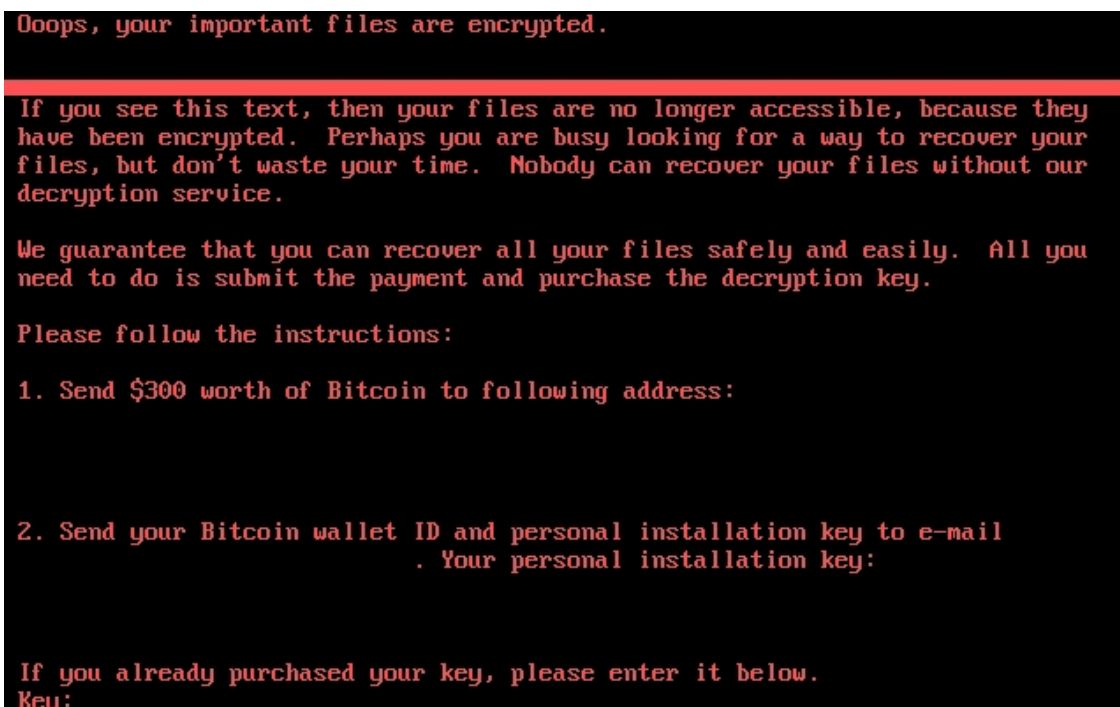 Ooops, your important files are encrypted.
If you see this text, then your files are no longer accessible, because they
have been encrypted.  Perhaps you are busy looking for a way to recover your
files, but don't waste your time.  Nobody can recover your files without our
decryption service.
We guarantee that you can recover all your files safely and easily.  All you
need to do is submit the payment and purchase the decryption key.
Please follow the instructions:
1. Send $300 worth of Bitcoin to following address:
2. Send your Bitcoin wallet ID and personal installation key to e-mail
. Your personal installation key:
If you already purchased your key, please enter it below.
Key: